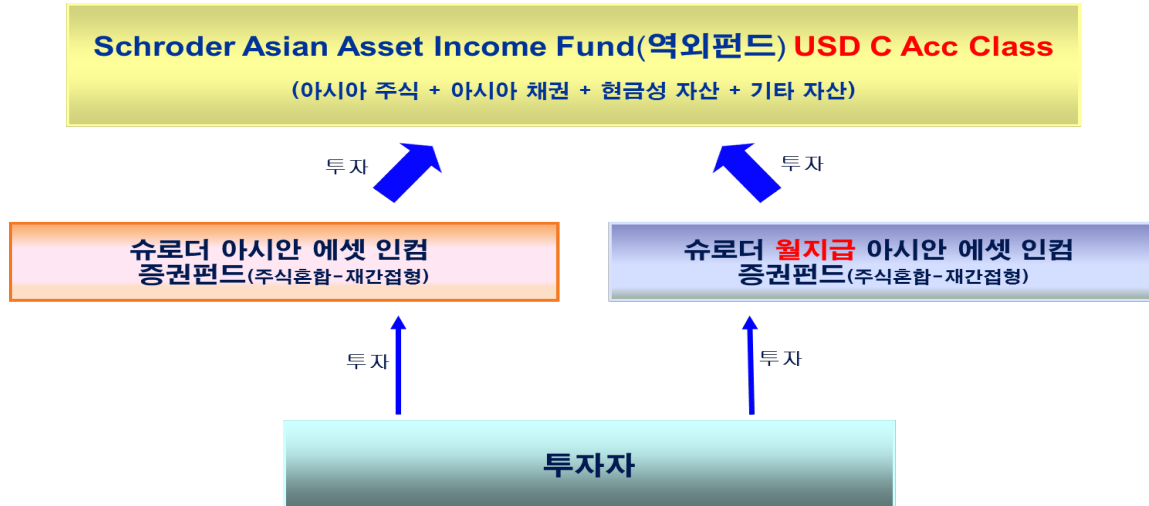 Schroder Asian Asset Income Fund(역외펀드) USD C Acc Class
(아시아 주식 + 아시아 채권 + 현금성 자산 + 기타 자산)
투자
투자
슈로더 아시안 에셋 인컴
증권펀드(주식혼합-재간접형)
슈로더 월지급 아시안 에셋 인컴
증권펀드(주식혼합-재간접형)
투자
투자
투자자